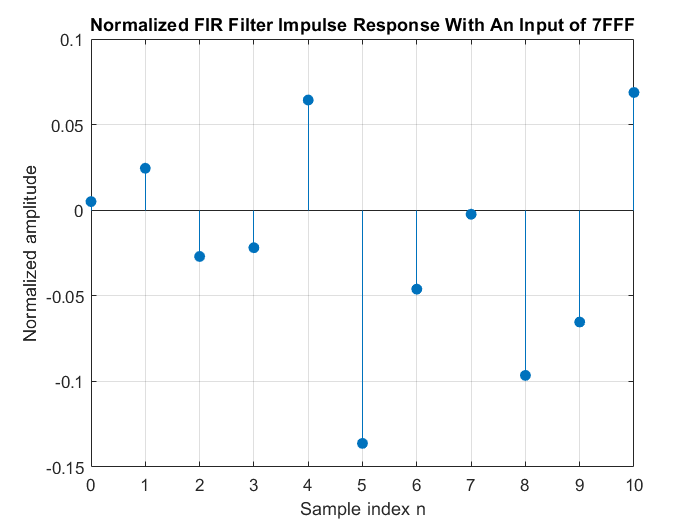 Normalized FIR Filter Impulse Response With An Input of 7FFF
0.1
0.05
0
-0.05
-0.1
-0.15
Normalized amplitude
0 1 2 3 4 5 6 7 8 9 10
Sample index n